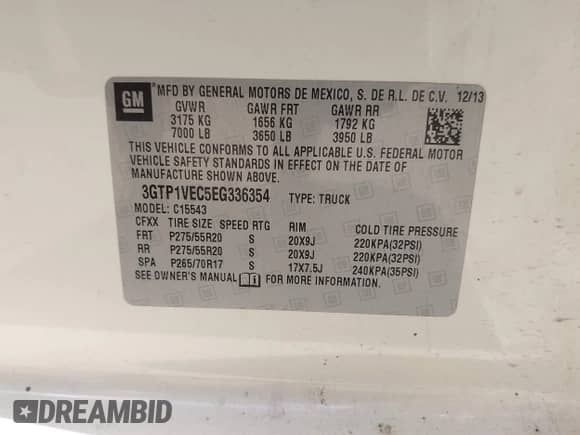 GM MFD BY GENERAL MOTORS DE MEXICO, S. DE R.L. DE C.V. 12/13
GVWR GAWR FRT GAWR RR
3175 KG 1656 KG 1792 KG
7000 LB 3650 LB 3950 LB
THIS VEHICLE CONFORMS TO ALL APPLICABLE U.S. FEDERAL MOTOR
VEHICLE SAFETY STANDARDS IN EFFECT ON THE DATE OF
MANUFACTURE SHOWN ABOVE.
3GTP1VEC5EG336354 TYPE: TRUCK
MODEL: C15543
CFXX TIRE SIZE SPEED RTG RIM COLD TIRE PRESSURE
FRT P275/55R20 S 20X9J 220KPA(32PSI)
RR P275/55R20 S 20X9J 220KPA(32PSI)
SPA P265/70R17 S 17X7.5J 240KPA(35PSI)
SEE OWNER'S MANUAL FOR MORE INFORMATION.
DREAMBID